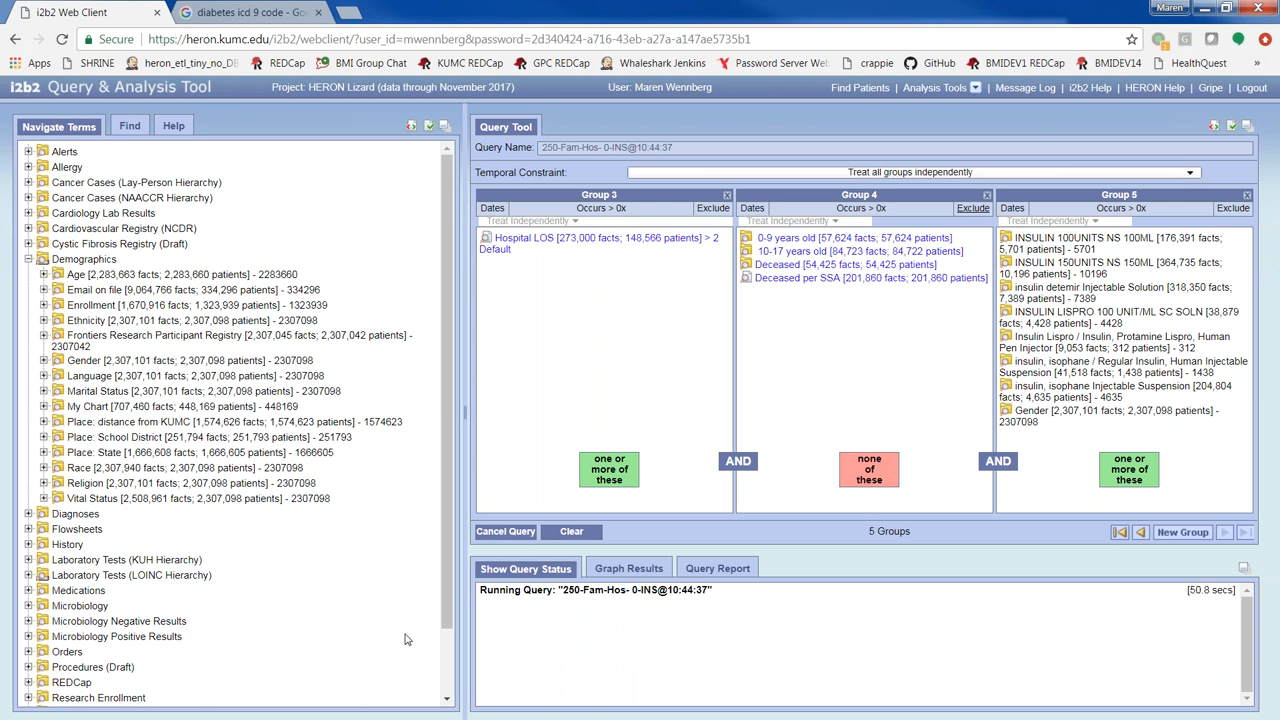 i2b2 Web Client
diabetes icd 9 code - Go
Maren
Secure https://heron.kumc.edu/i2b2/webclient/?user_id=mwennberg&password=2d340424-a716-43eb-a27a-a147ae5735b1
Apps SHRINE heron_etl_tiny_no_DB REDCap BMI Group Chat KUMC REDCap GPC REDCap Whaleshark Jenkins Password Server Web crappie GitHub BMIDEV1 REDCap BMIDEV14 HealthQuest »
i2b2 Query & Analysis Tool Project: HERON Lizard (data through November 2017) User: Maren Wennberg Find Patients Analysis Tools Message Log i2b2 Help HERON Help Gripe Logout
Navigate Terms Find Help
Alerts
Allergy
Cancer Cases (Lay-Person Hierarchy)
Cancer Cases (NAACCR Hierarchy)
Cardiology Lab Results
Cardiovascular Registry (NCDR)
Cystic Fibrosis Registry (Draft)
Demographics
Age [2,283,663 facts; 2,283,660 patients] - 2283660
Email on file [9,064,766 facts; 334,296 patients] - 334296
Enrollment [1,670,916 facts; 1,323,939 patients] - 1323939
Ethnicity [2,307,101 facts; 2,307,098 patients] - 2307098
Frontiers Research Participant Registry [2,307,045 facts; 2,307,042 patients] -
2307042
Gender [2,307,101 facts; 2,307,098 patients] - 2307098
Language [2,307,101 facts; 2,307,098 patients] - 2307098
Marital Status [2,307,101 facts; 2,307,098 patients] - 2307098
My Chart [707,460 facts; 448,169 patients] - 448169
Place: distance from KUMC [1,574,626 facts; 1,574,623 patients] - 1574623
Place: School District [251,794 facts; 251,793 patients] - 251793
Place: State [1,666,608 facts; 1,666,605 patients] - 1666605
Race [2,307,940 facts; 2,307,098 patients] - 2307098
Religion [2,307,101 facts; 2,307,098 patients] - 2307098
Vital Status [2,508,961 facts; 2,307,098 patients] - 2307098
Diagnoses
Flowsheets
History
Laboratory Tests (KUH Hierarchy)
Laboratory Tests (LOINC Hierarchy)
Medications
Microbiology
Microbiology Negative Results
Microbiology Positive Results
Orders
Procedures (Draft)
REDCap
Research Enrollment
Query Tool
Query Name: 250-Fam-Hos- 0-INS@10:44:37
Temporal Constraint: Treat all groups independently
Group 3
Dates Occurs > 0x Exclude
Treat Independently
Hospital LOS [273,000 facts; 148,566 patients] > 2
Default
one or
more of
these
AND
Group 4
Dates Occurs > 0x Exclude
Treat Independently
0-9 years old [57,624 facts; 57,624 patients]
10-17 years old [84,723 facts; 84,722 patients]
Deceased [54,425 facts; 54,425 patients]
Deceased per SSA [201,860 facts; 201,860 patients]
none
of
these
AND
Group 5
Dates Occurs > 0x Exclude
Treat Independently
INSULIN 100UNITS NS 100ML [176,391 facts;
5,701 patients] - 5701
INSULIN 150UNITS NS 150ML [364,735 facts;
10,196 patients] - 10196
insulin detemir Injectable Solution [318,350 facts;
7,389 patients] - 7389
INSULIN LISPRO 100 UNIT/ML SC SOLN [38,879
facts; 4,428 patients] - 4428
Insulin Lispro / Insulin, Protamine Lispro, Human
Pen Injector [9,053 facts; 312 patients] - 312
insulin, isophane / Regular Insulin, Human Injectable
Suspension [41,518 facts; 1,438 patients] - 1438
insulin, isophane Injectable Suspension [204,804
facts; 4,635 patients] - 4635
Gender [2,307,101 facts; 2,307,098 patients] -
2307098
one or
more of
these
Cancel Query Clear 5 Groups New Group
Show Query Status Graph Results Query Report
Running Query: "250-Fam-Hos- 0-INS@10:44:37" [50.8 secs]